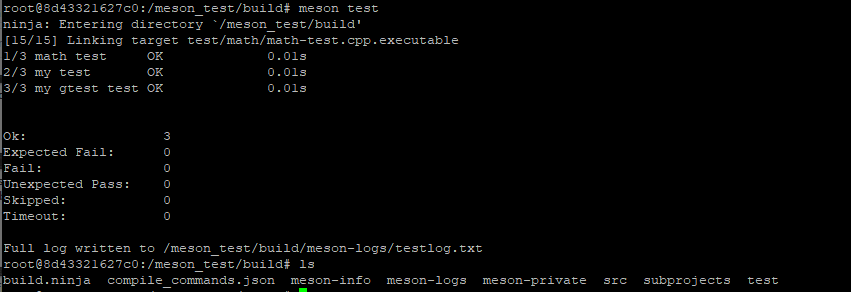 root@8d43321627c0:/meson_test/build# meson test
ninja: Entering directory `/meson_test/build'
[15/15] Linking target test/math/math-test.cpp.executable
1/3 math test     OK             0.01s
2/3 my test       OK             0.01s
3/3 my gtest test OK             0.01s
Ok:                 3
Expected Fail:      0
Fail:               0
Unexpected Pass:    0
Skipped:            0
Timeout:            0
Full log written to /meson_test/build/meson-logs/testlog.txt
root@8d43321627c0:/meson_test/build# ls
build.ninja  compile_commands.json  meson-info  meson-logs  meson-private  src  subprojects  test